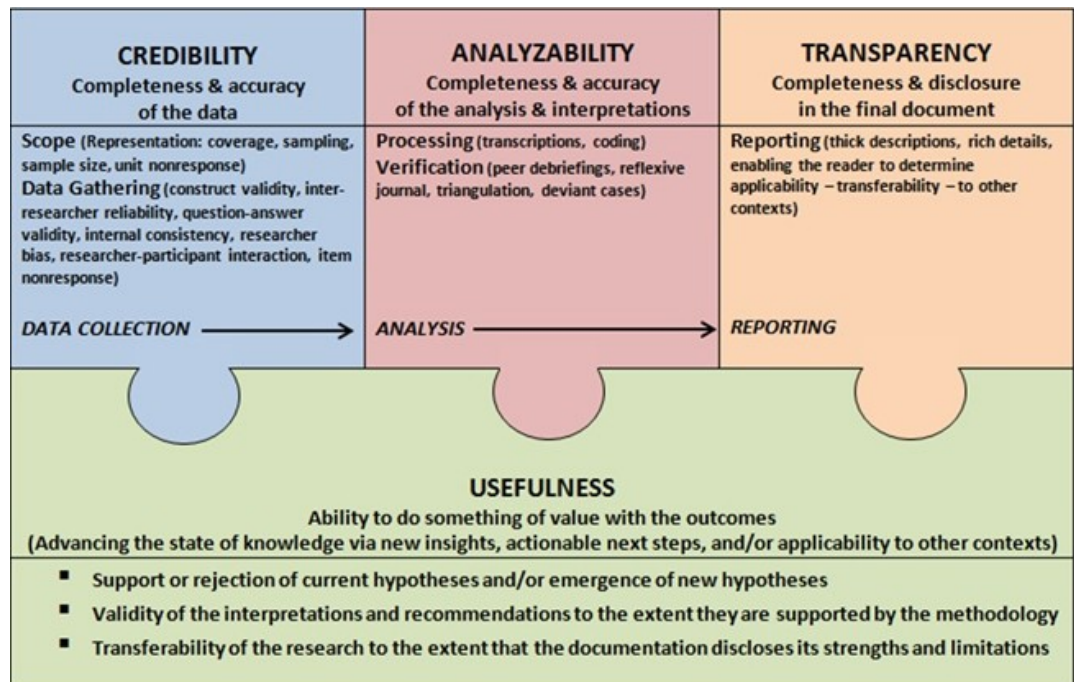 CREDIBILITY
Completeness & accuracy
of the data
Scope (Representation: coverage, sampling,
sample size, unit nonresponse)
Data Gathering (construct validity, inter-
researcher reliability, question-answer
validity, internal consistency, researcher
bias, researcher-participant interaction, item
nonresponse)
DATA COLLECTION
ANALYZABILITY
Completeness & accuracy
of the analysis & interpretations
Processing (transcriptions, coding)
Verification (peer debriefings, reflexive
journal, triangulation, deviant cases)
ANALYSIS
TRANSPARENCY
Completeness & disclosure
in the final document
Reporting (thick descriptions, rich details,
enabling the reader to determine
applicability – transferability – to other
contexts)
REPORTING
USEFULNESS
Ability to do something of value with the outcomes
(Advancing the state of knowledge via new insights, actionable next steps, and/or applicability to other contexts)
▪ Support or rejection of current hypotheses and/or emergence of new hypotheses
▪ Validity of the interpretations and recommendations to the extent they are supported by the methodology
▪ Transferability of the research to the extent that the documentation discloses its strengths and limitations